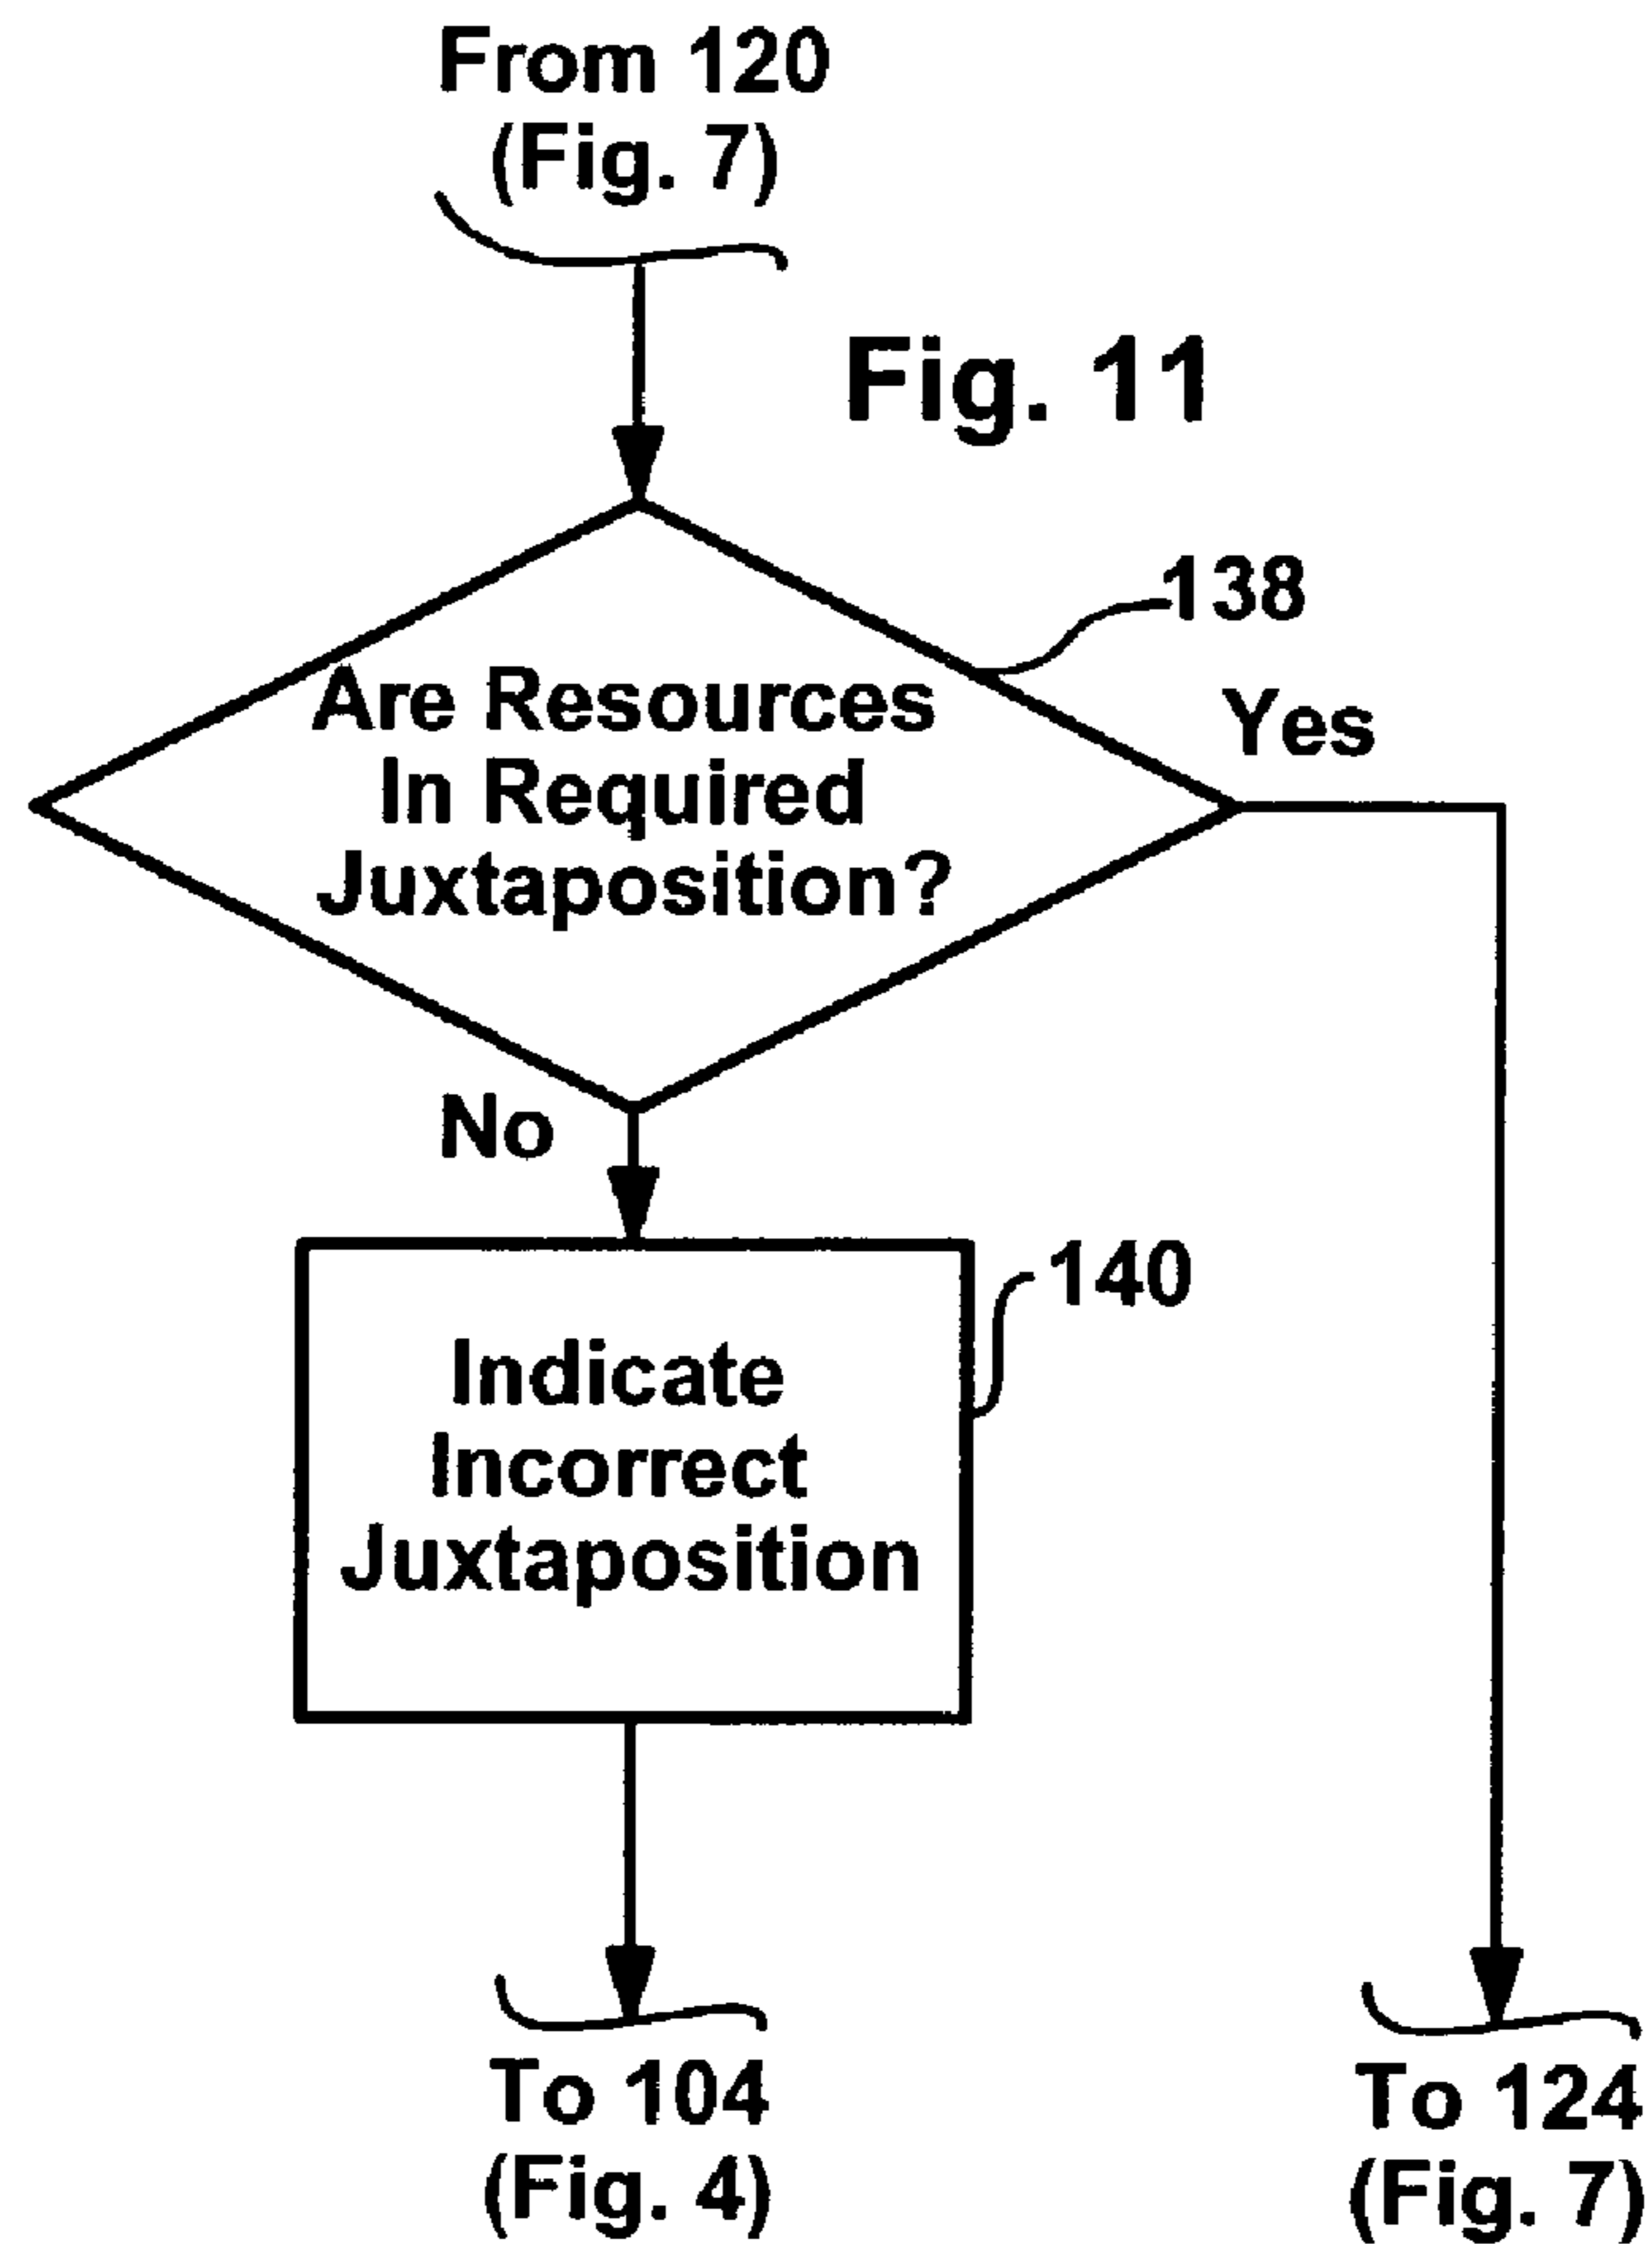 From 120
(Fig. 7)
Fig. 11
138
Are Resources
In Required
Juxtaposition?
Yes
No
140
Indicate
Incorrect
Juxtaposition
To 104
(Fig. 4)
To 124
(Fig. 7)